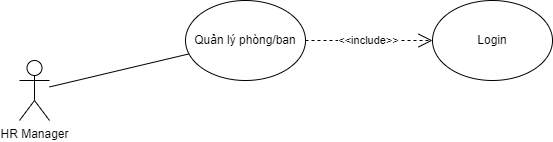 Quản lý phòng/ban
<<include>>
Login
HR Manager